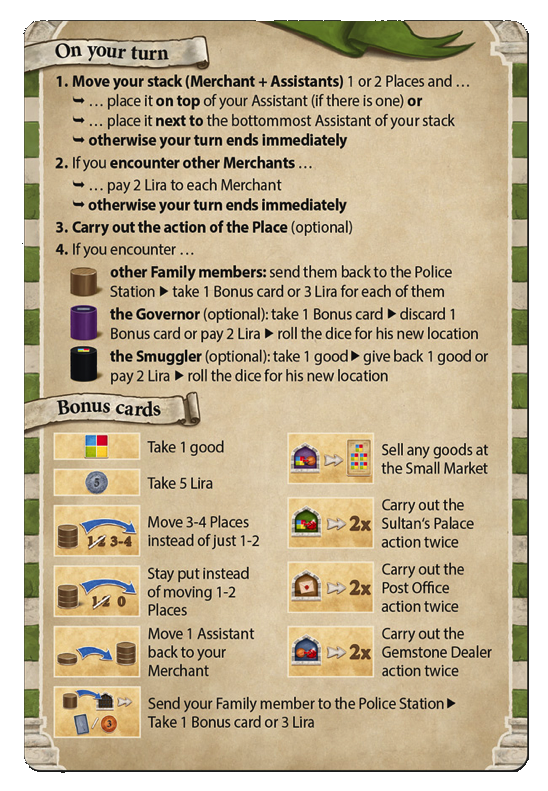 On your turn
1. Move your stack (Merchant + Assistants) 1 or 2 Places and …
➥ … place it on top of your Assistant (if there is one) or
➥ … place it next to the bottommost Assistant of your stack
➥ otherwise your turn ends immediately
2. If you encounter other Merchants …
➥ … pay 2 Lira to each Merchant
➥ otherwise your turn ends immediately
3. Carry out the action of the Place (optional)
4. If you encounter …
other Family members: send them back to the Police
Station ▶ take 1 Bonus card or 3 Lira for each of them
the Governor (optional): take 1 Bonus card ▶ discard 1
Bonus card or pay 2 Lira ▶ roll the dice for his new location
the Smuggler (optional): take 1 good ▶ give back 1 good or
pay 2 Lira ▶ roll the dice for his new location
Bonus cards
Take 1 good
5
Take 5 Lira
1-2 3-4
Move 3-4 Places
instead of just 1-2
1-2 0
Stay put instead
of moving 1-2
Places
Move 1 Assistant
back to your
Merchant
Sell any goods at
the Small Market
2x
Carry out the
Sultan's Palace
action twice
2x
Carry out the
Post Office
action twice
2x
Carry out the
Gemstone Dealer
action twice
/ 3
Send your Family member to the Police Station ▶
Take 1 Bonus card or 3 Lira